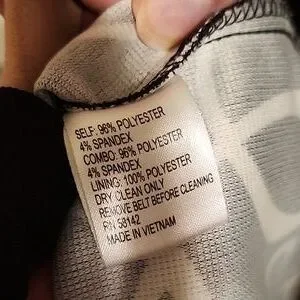 SELF: 96% POLYESTER
4% SPANDEX
COMBO: 96% POLYESTER
4% SPANDEX
LINING: 100% POLYESTER
DRY CLEAN ONLY
REMOVE BELT BEFORE CLEANING
RN 58142
MADE IN VIETNAM